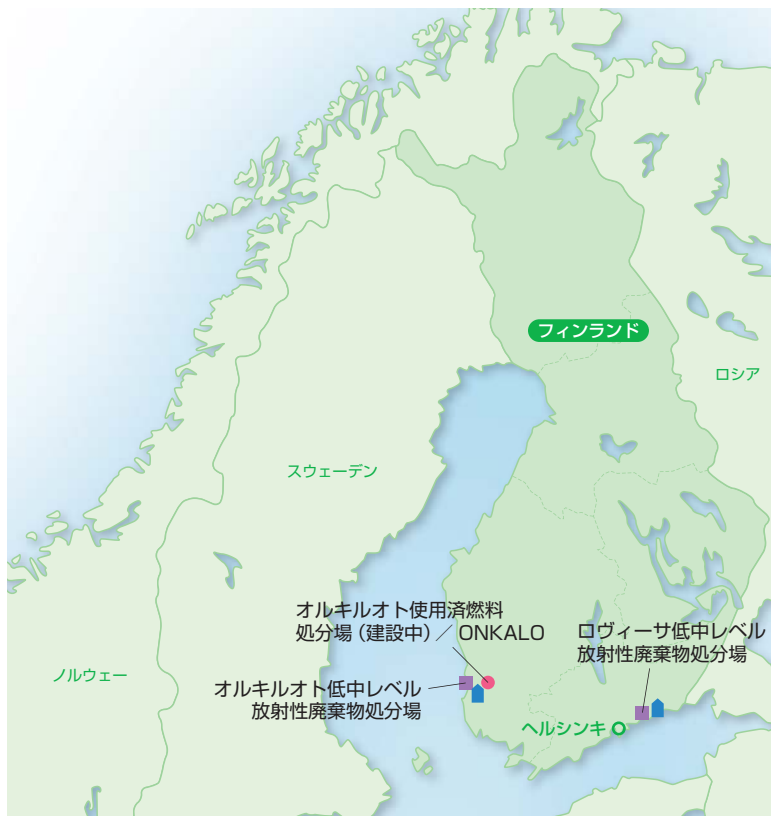 フィンランド
ロシア
スウェーデン
オルキルオト使用済燃料
処分場（建設中）／ ONKALO
ロヴィーサ低中レベル
放射性廃棄物処分場
ノルウェー
オルキルオト低中レベル
放射性廃棄物処分場
ヘルシンキ